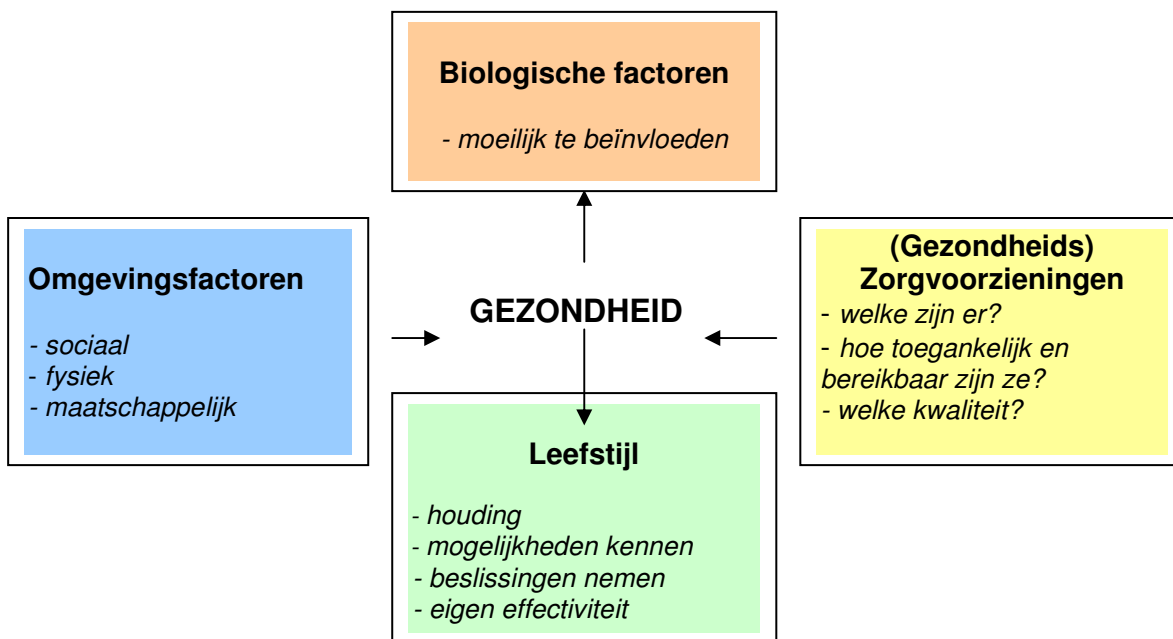 Biologische factoren
- moeilijk te beïnvloeden
Omgevingsfactoren
- sociaal
- fysiek
- maatschappelijk
GEZONDHEID
(Gezondheids)
Zorgvoorzieningen
- welke zijn er?
- hoe toegankelijk en
bereikbaar zijn ze?
- welke kwaliteit?
Leefstijl
- houding
- mogelijkheden kennen
- beslissingen nemen
- eigen effectiviteit